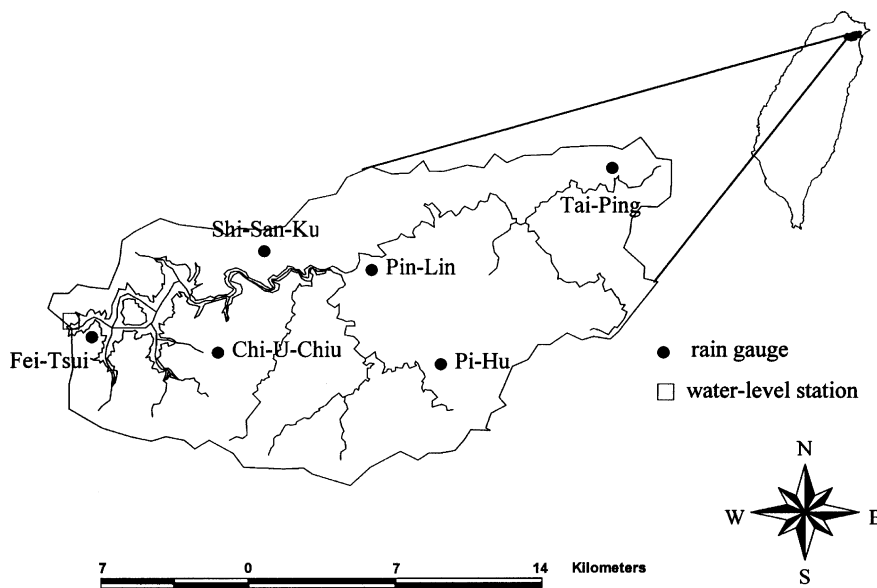 Tai-Ping
Shi-San-Ku
Pin-Lin
Fei-Tsui
Chi-U-Chiu
Pi-Hu
rain gauge
water-level station
N
W
E
S
7 0 7 14 Kilometers